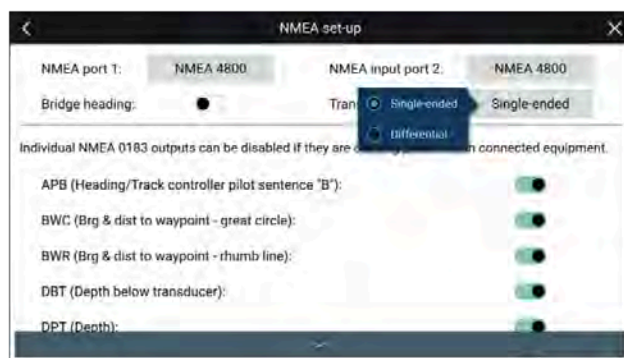 NMEA set-up
NMEA port 1: NMEA 4800 NMEA input port 2: NMEA 4800
Bridge heading: Tran Single-ended Single-ended
Differential
Individual NMEA 0183 outputs can be disabled if they are connected equipment.
APB (Heading/Track controller pilot sentence "B"):
BWC (Brg & dist to waypoint - great circle):
BWR (Brg & dist to waypoint - rhumb line):
DBT (Depth below transducer):
DPT (Depth):